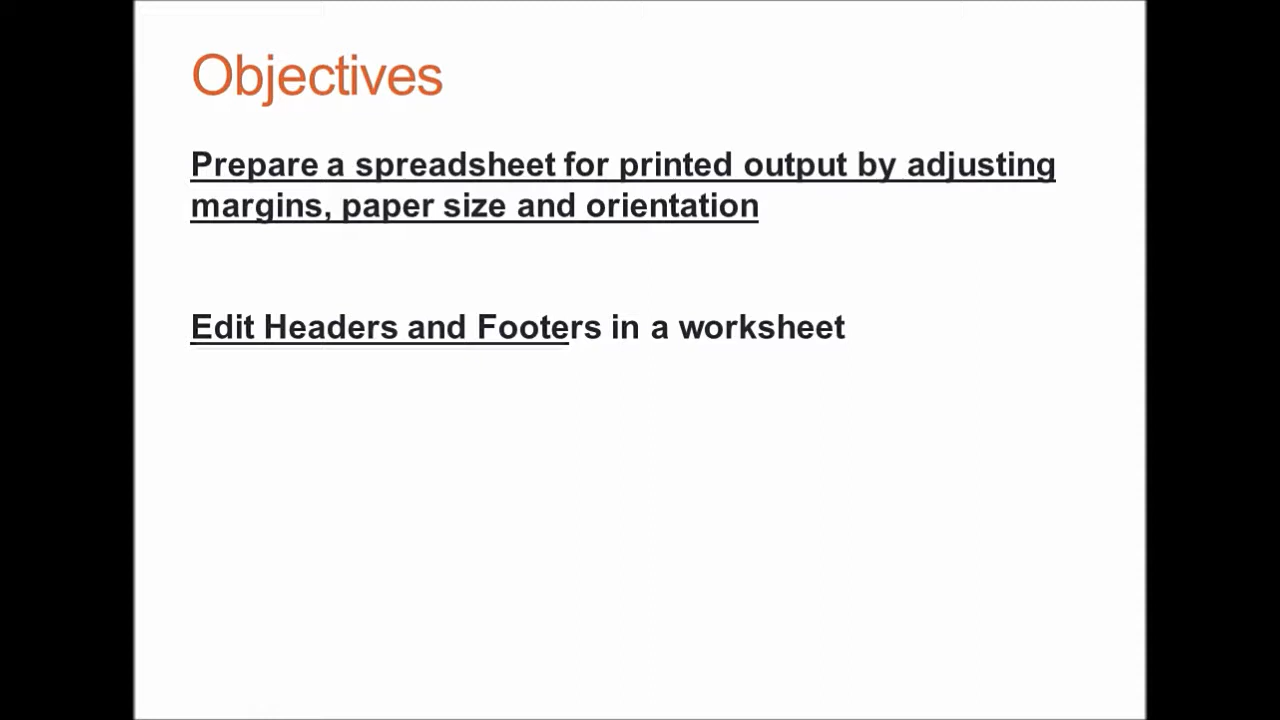 Objectives
Prepare a spreadsheet for printed output by adjusting
margins, paper size and orientation
Edit Headers and Footers in a worksheet